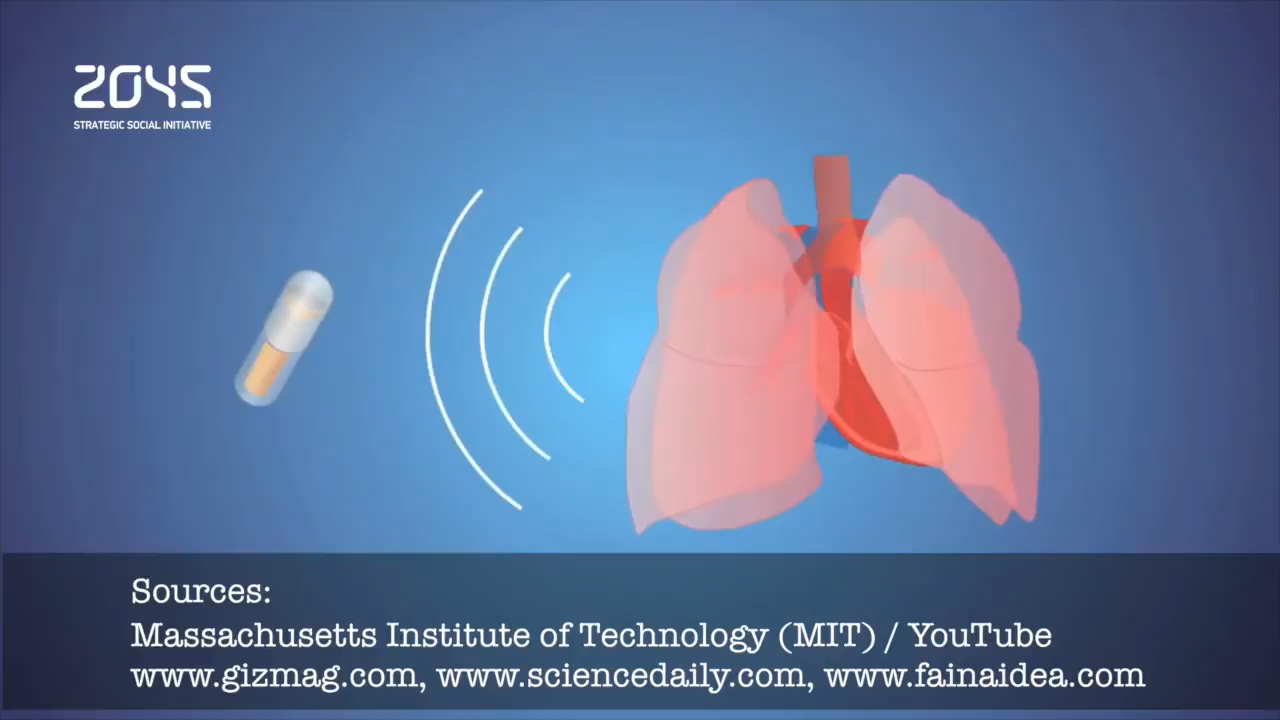 2045
STRATEGIC SOCIAL INITIATIVE
Sources:
Massachusetts Institute of Technology (MIT) / YouTube
www.gizmag.com, www.sciencedaily.com, www.fainaidea.com